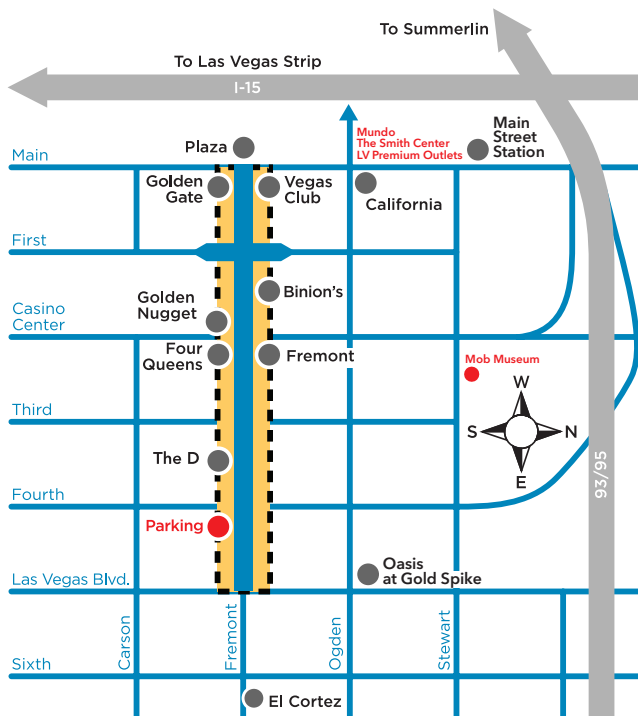 To Summerlin
To Las Vegas Strip
I-15
Mundo
The Smith Center
LV Premium Outlets
Main
Street
Station
Plaza
Main
Golden
Gate
Vegas
Club
California
First
Binion's
Golden
Nugget
Casino
Center
Four
Queens
Fremont
Mob Museum
W
S
N
E
Third
The D
93/95
Fourth
Parking
Oasis
at Gold Spike
Las Vegas Blvd.
Carson
Fremont
Ogden
Stewart
Sixth
El Cortez